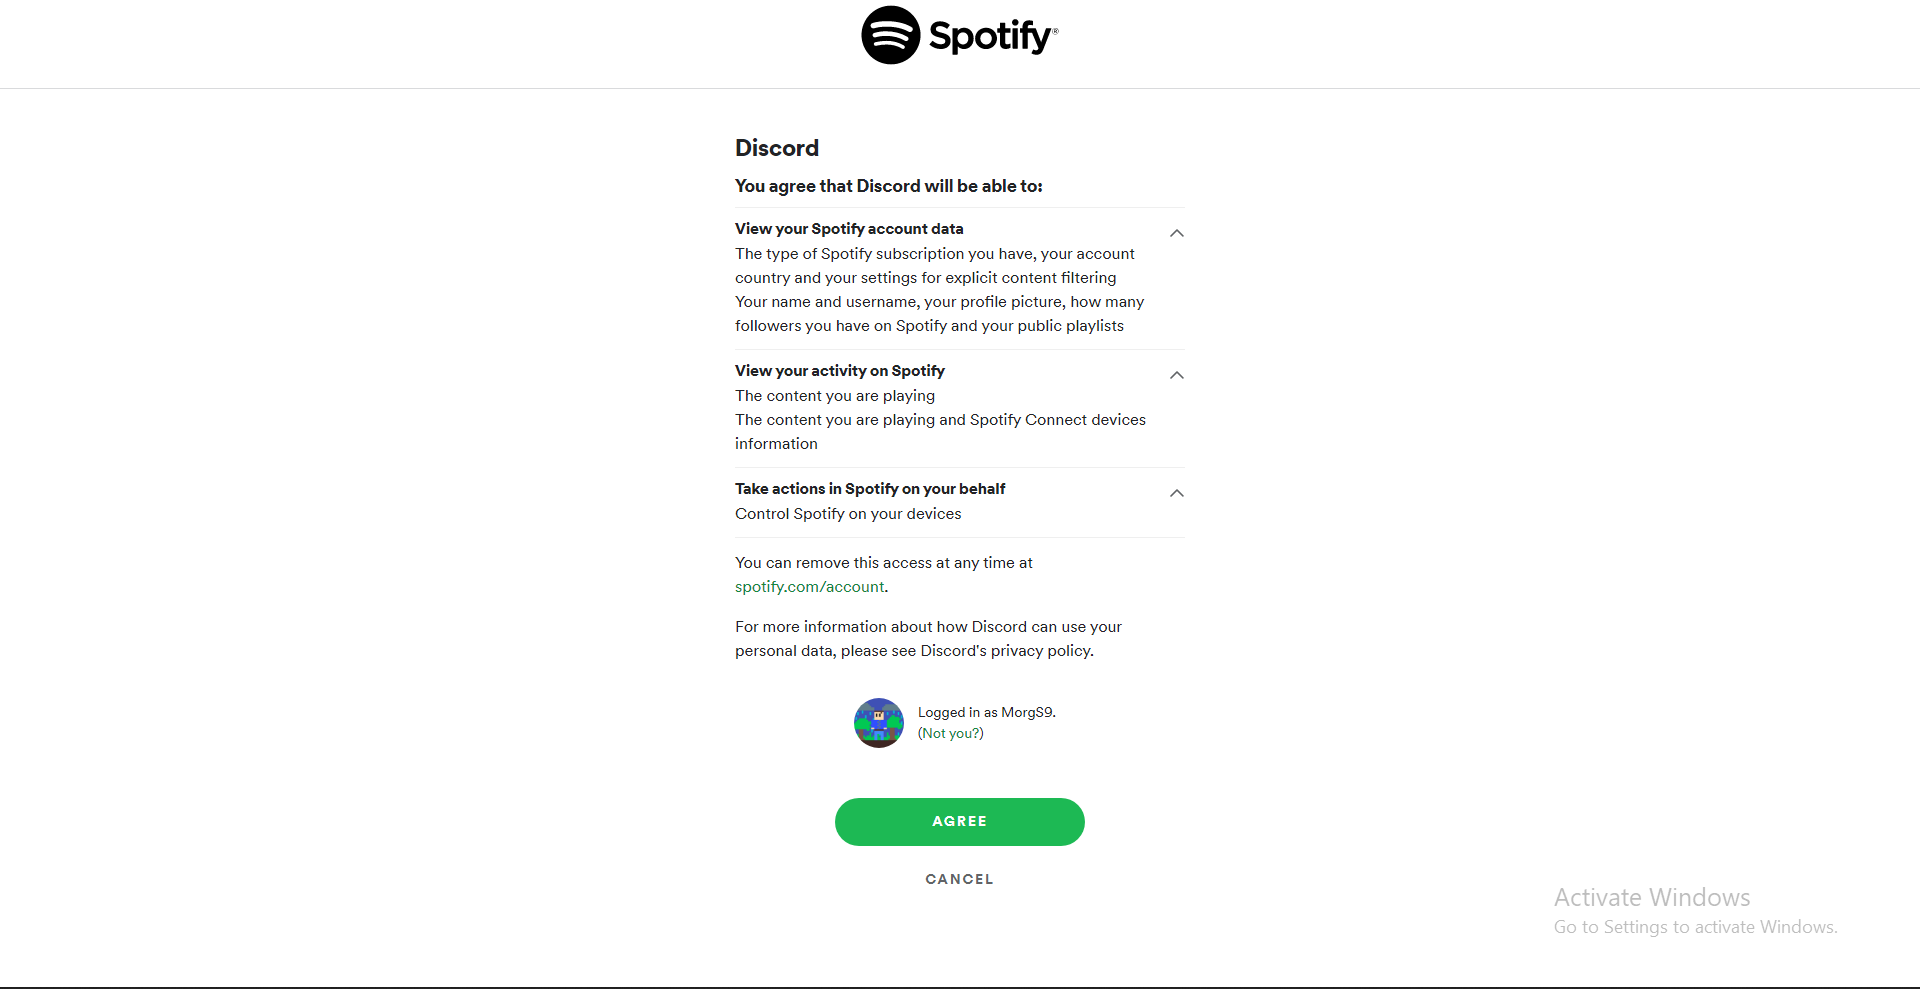 Spotify®
Discord
You agree that Discord will be able to:
View your Spotify account data
The type of Spotify subscription you have, your account
country and your settings for explicit content filtering
Your name and username, your profile picture, how many
followers you have on Spotify and your public playlists
View your activity on Spotify
The content you are playing
The content you are playing and Spotify Connect devices
information
Take actions in Spotify on your behalf
Control Spotify on your devices
You can remove this access at any time at
spotify.com/account.
For more information about how Discord can use your
personal data, please see Discord's privacy policy.
Logged in as MorgS9.
(Not you?)
AGREE
CANCEL
Activate Windows
Go to Settings to activate Windows.